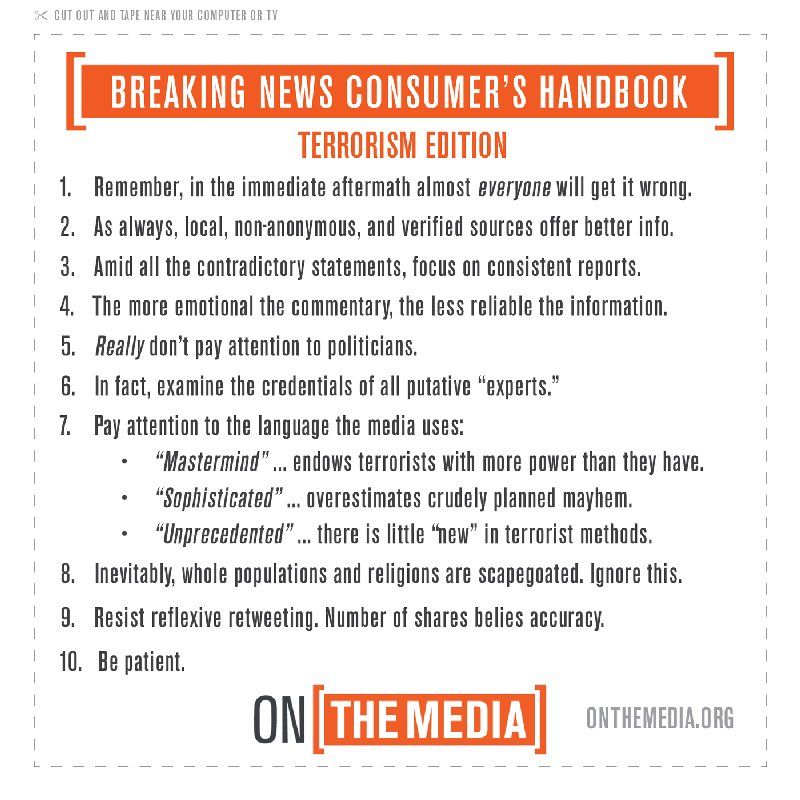 CUT OUT AND TAPE NEAR YOUR COMPUTER OR TV
BREAKING NEWS CONSUMER'S HANDBOOK
TERRORISM EDITION
1. Remember, in the immediate aftermath almost everyone will get it wrong.
2. As always, local, non-anonymous, and verified sources offer better info.
3. Amid all the contradictory statements, focus on consistent reports.
4. The more emotional the commentary, the less reliable the information.
5. Really don't pay attention to politicians.
6. In fact, examine the credentials of all putative “experts.”
7. Pay attention to the language the media uses:
• “Mastermind” ... endows terrorists with more power than they have.
• “Sophisticated” ... overestimates crudely planned mayhem.
• “Unprecedented” ... there is little “new” in terrorist methods.
8. Inevitably, whole populations and religions are scapegoated. Ignore this.
9. Resist reflexive retweeting. Number of shares belies accuracy.
10. Be patient.
ON [THE MEDIA]
ONTHEMEDIA.ORG